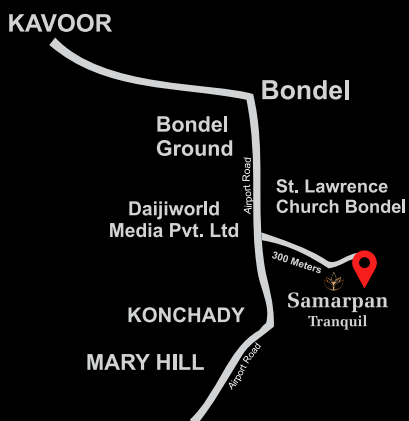 KAVOOR
Bondel
Bondel
Ground
Airport Road
St. Lawrence
Church Bondel
Daijiworld
Media Pvt. Ltd
300 Meters
Samarpan
Tranquil
KONCHADY
MARY HILL
Airport Road